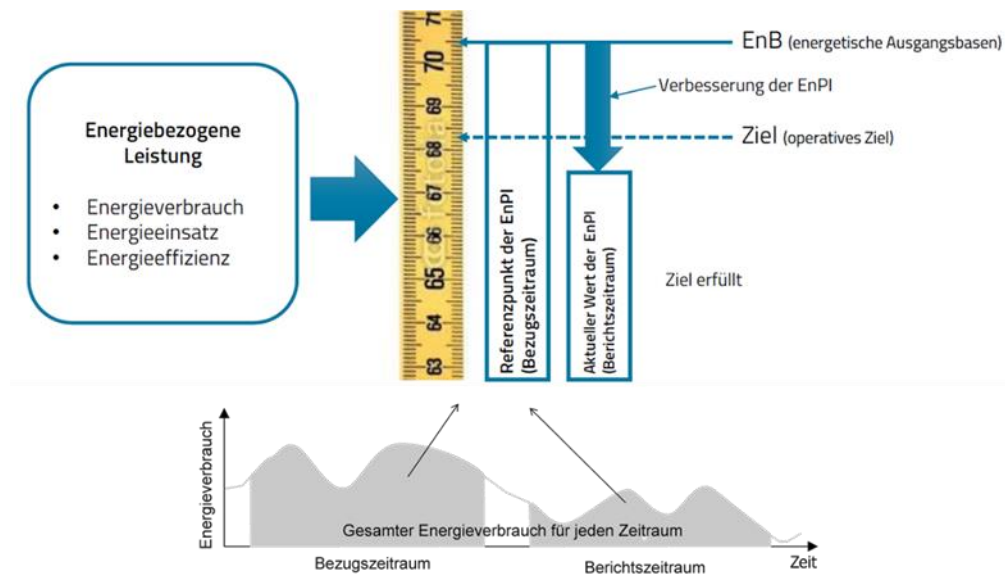 Energiebezogene
Leistung
• Energieverbrauch
• Energieeinsatz
• Energieeffizienz
71
70
69
68
67
66
65
64
63
EnB (energetische Ausgangsbasen)
Verbesserung der EnPI
Ziel (operatives Ziel)
Referenzpunkt der EnPI
(Bezugszeitraum)
Aktueller Wert der EnPI
(Berichtszeitraum)
Ziel erfüllt
Energieverbrauch
Gesamter Energieverbrauch für jeden Zeitraum
Bezugszeitraum
Berichtszeitraum
Zeit